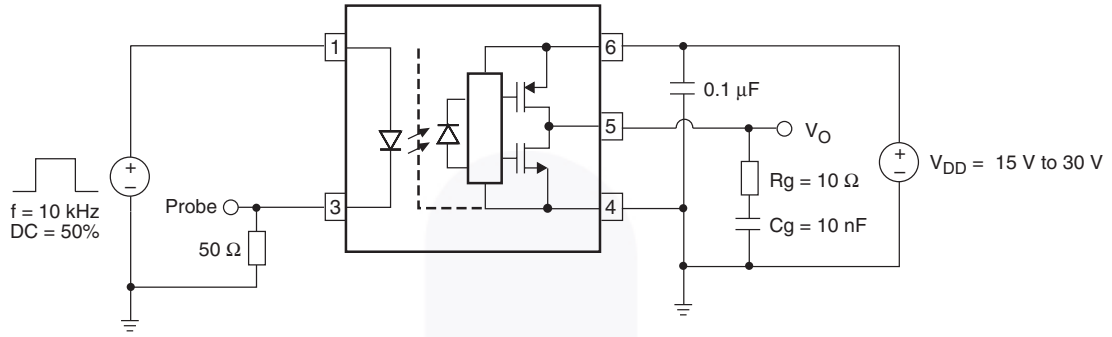 1
6
+
−
0.1 μF
5
V_O
+
−
V_DD = 15 V to 30 V
Rg = 10 Ω
f = 10 kHz
DC = 50%
Probe
3
4
Cg = 10 nF
50 Ω